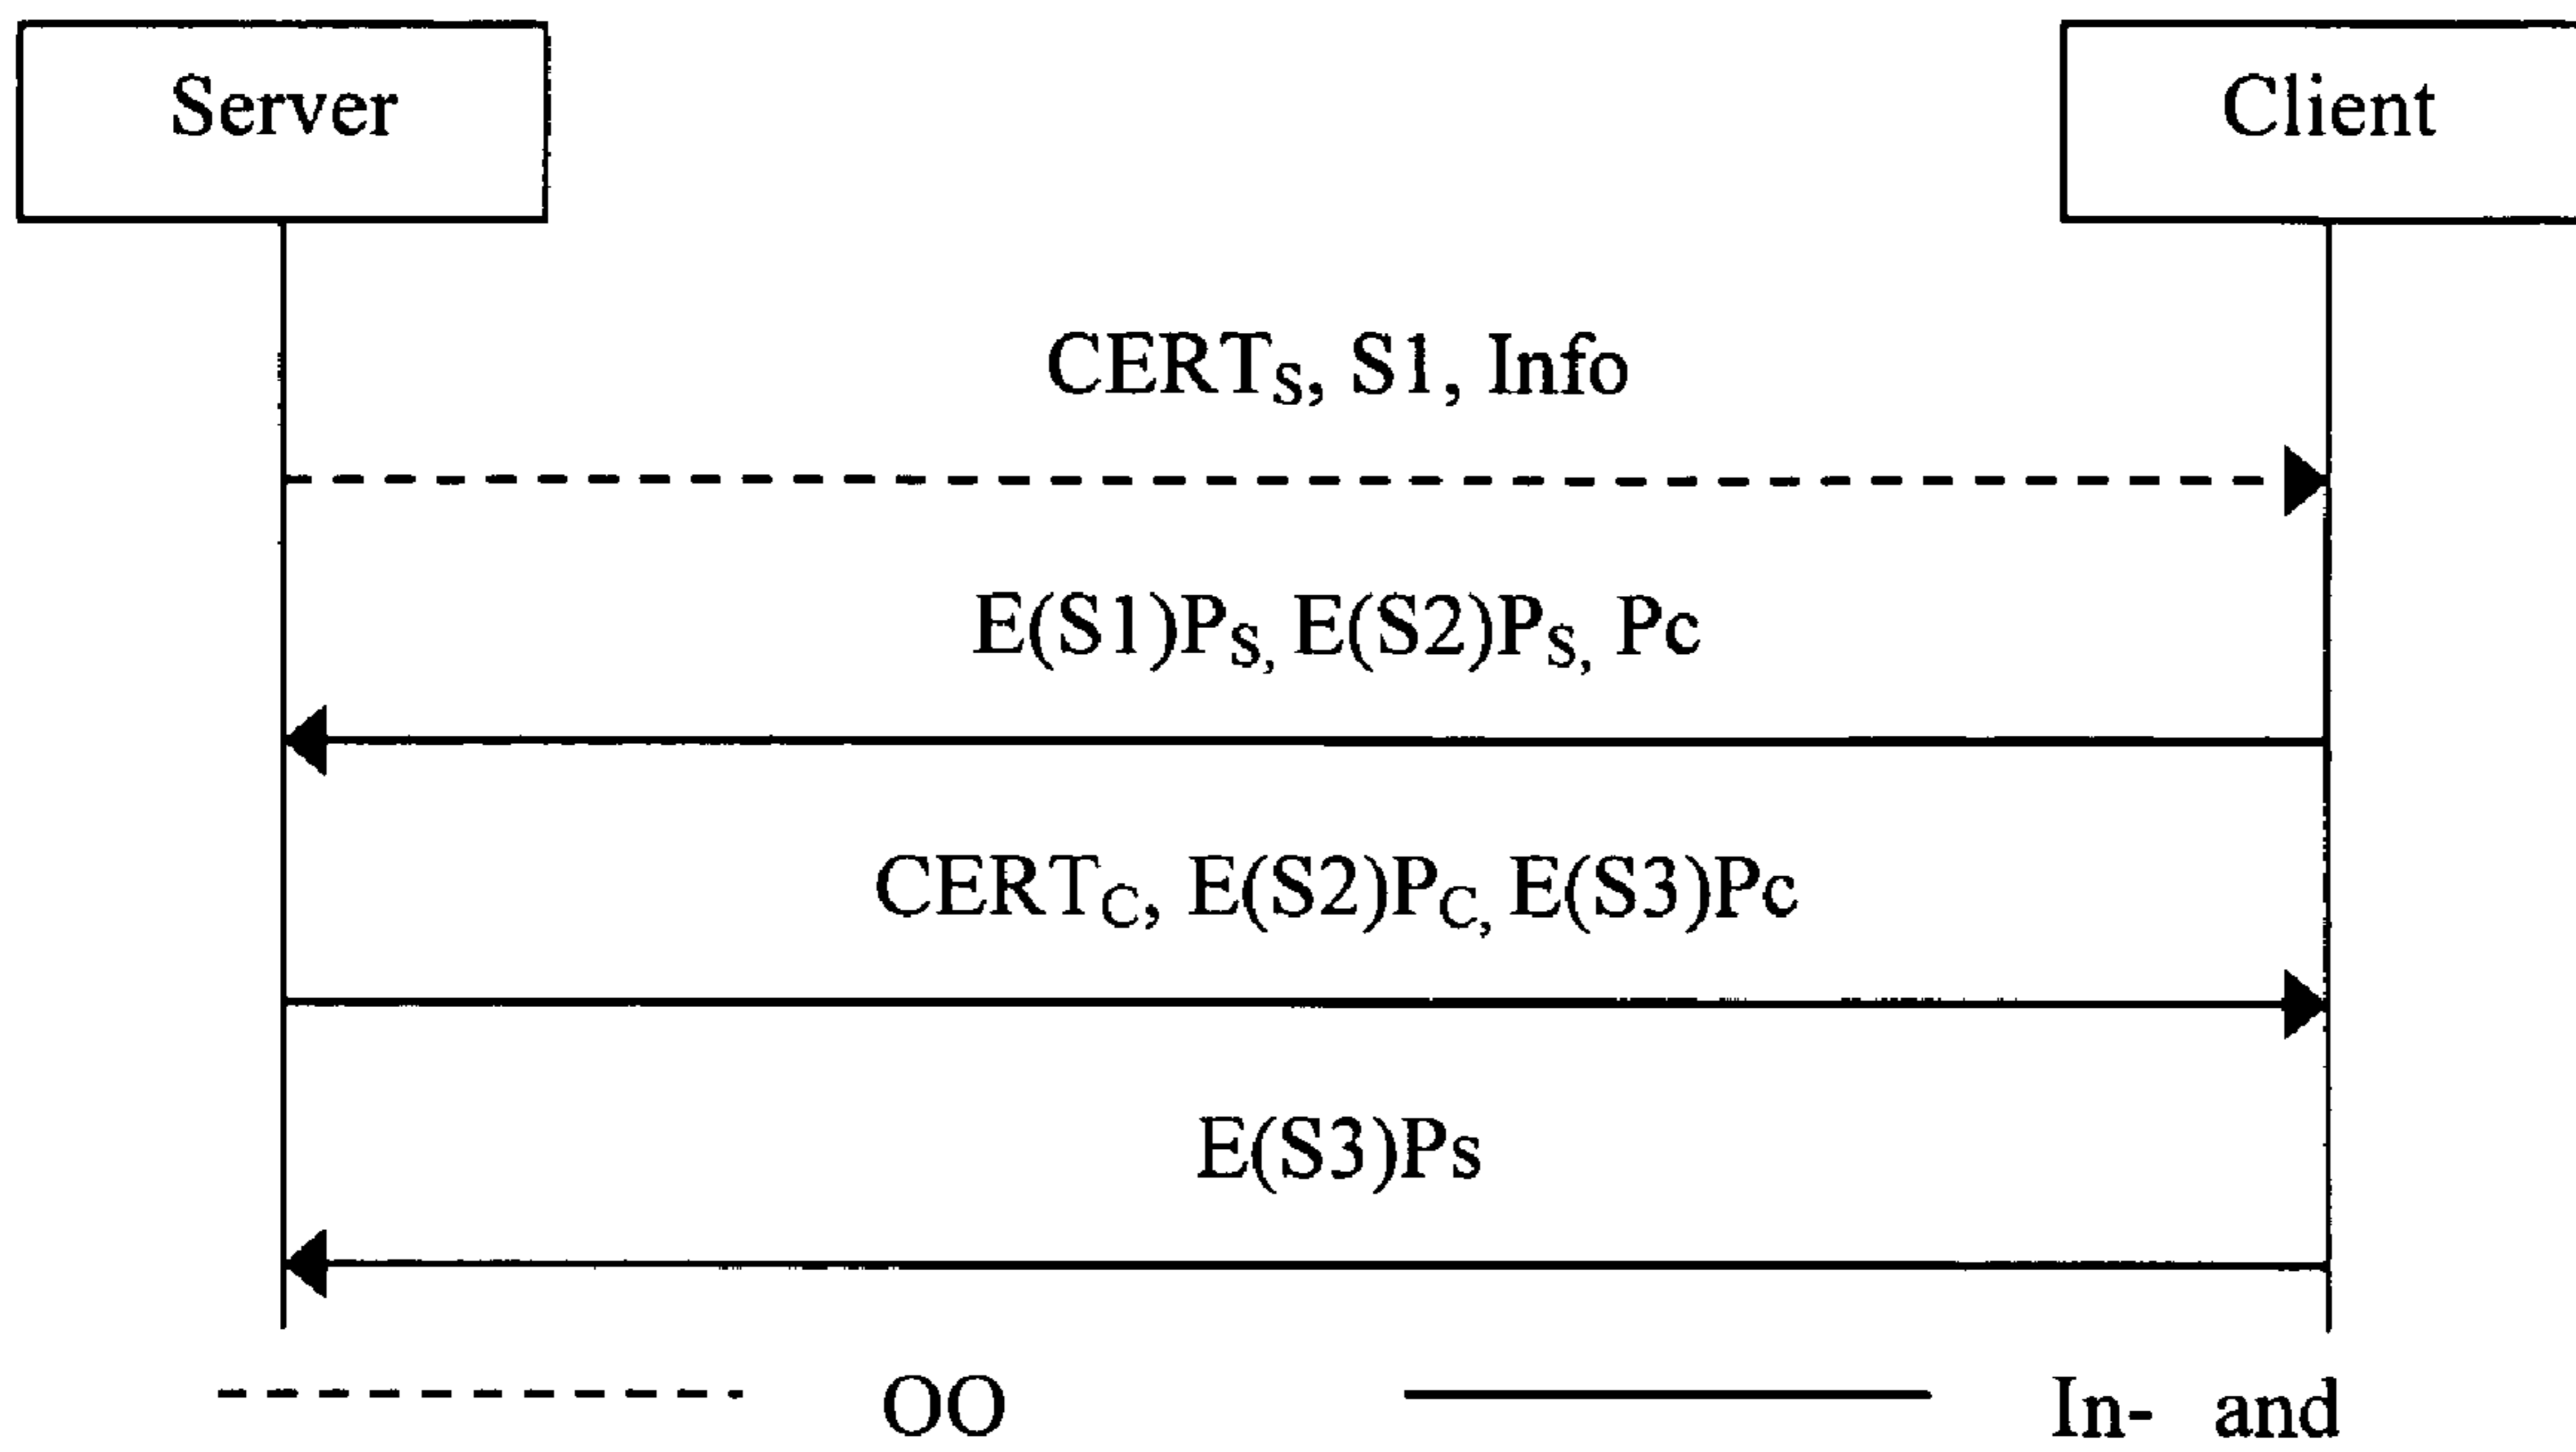 Server
Client
CERTS, S1, Info
E(S1)PS, E(S2)PS, Pc
CERTC, E(S2)PC, E(S3)Pc
E(S3)Ps
OO
In- and